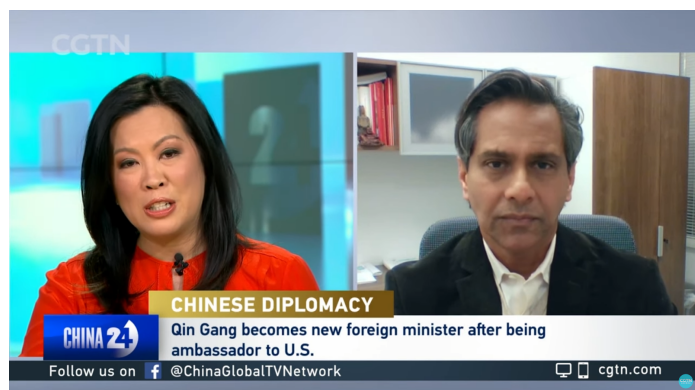 CGTN
CHINESE DIPLOMACY
CHINA 24
Qin Gang becomes new foreign minister after being
ambassador to U.S.
Follow us on f @ChinaGlobalTVNetwork
cgtn.com